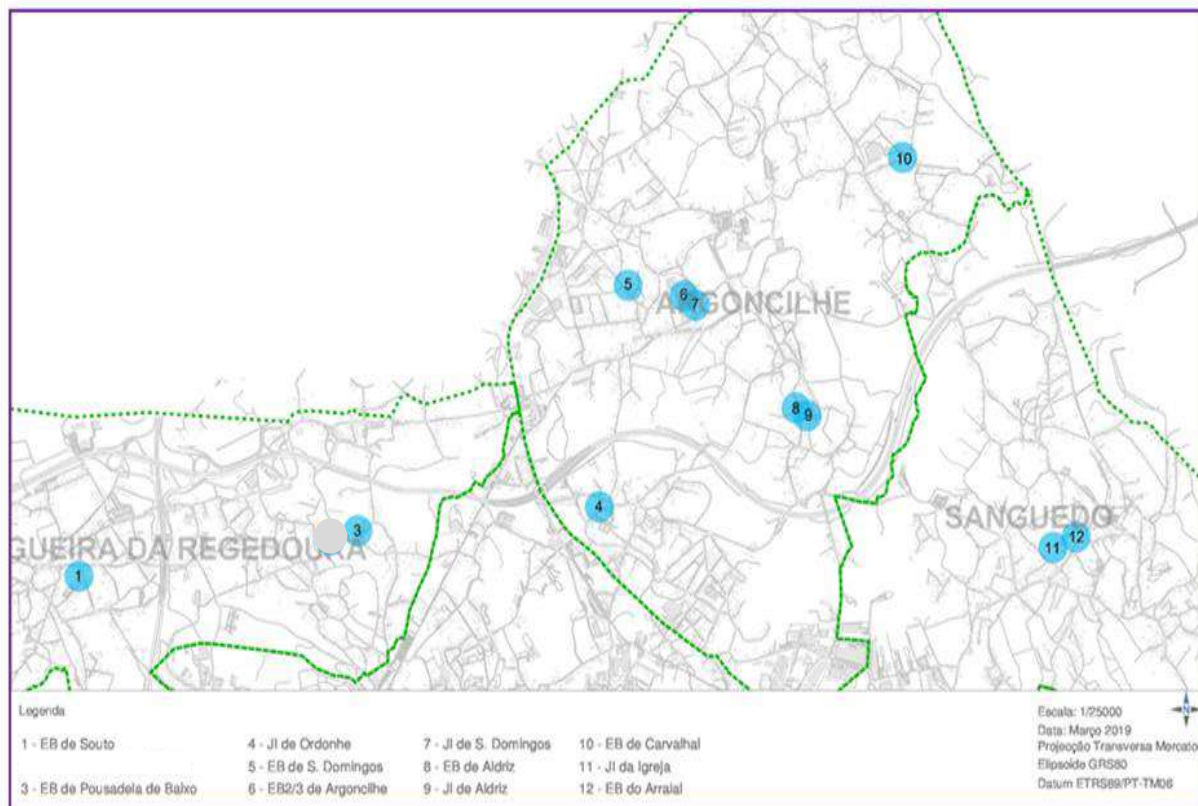 10
5
6
7
ARGONCILHE
8
9
4
SANGUEDO
3
12
GUEIRA DA REGEDOURA
11
1
Legenda
1 - EB de Souto
3 - EB de Pousadela de Baixo
4 - JI de Ordonhe
5 - EB de S. Domingos
6 - EB2/3 de Argoncilhe
7 - JI de S. Domingos
8 - EB de Aldriz
9 - JI de Aldriz
10 - EB de Carvalhal
11 - JI da Igreja
12 - EB do Arraial
Escala: 1/25000
N
Data: Março 2019
Projecção Transversa Mercato
Elipsoide GRS80
Datum ETRS89/PT-TM06